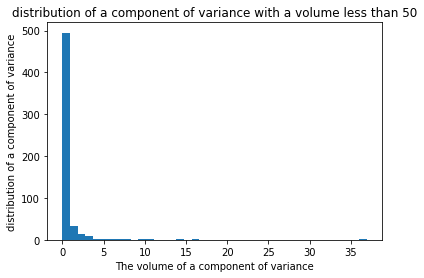 distribution of a component of variance with a volume less than 50
distribution of a component of variance
500
400
300
200
100
0
0 5 10 15 20 25 30 35
The volume of a component of variance